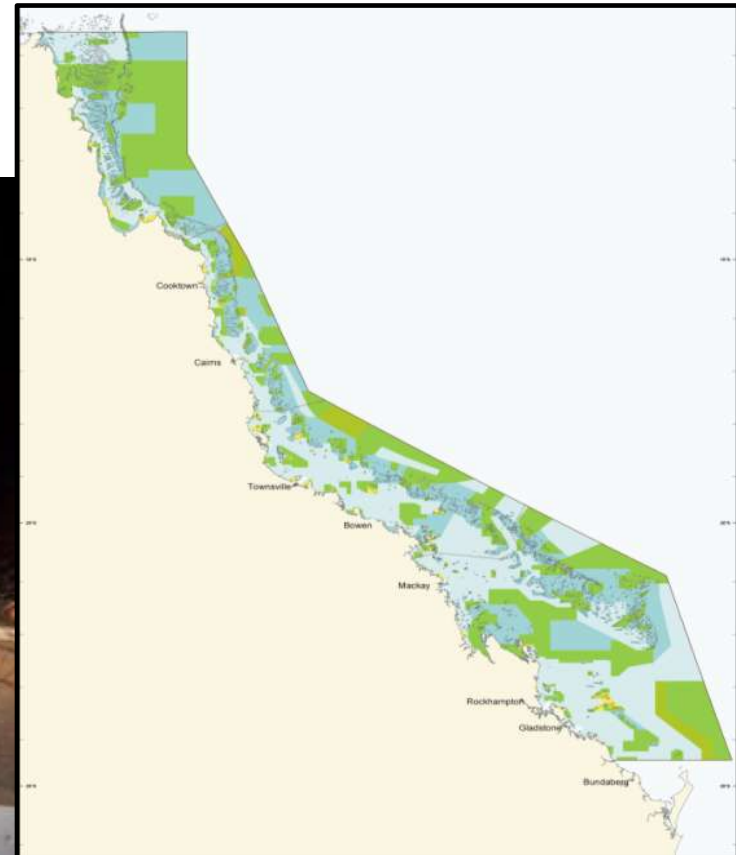 Cooktown
Cairns
Townsville
Bowen
Mackay
Rockhampton
Gladstone
Bundaberg